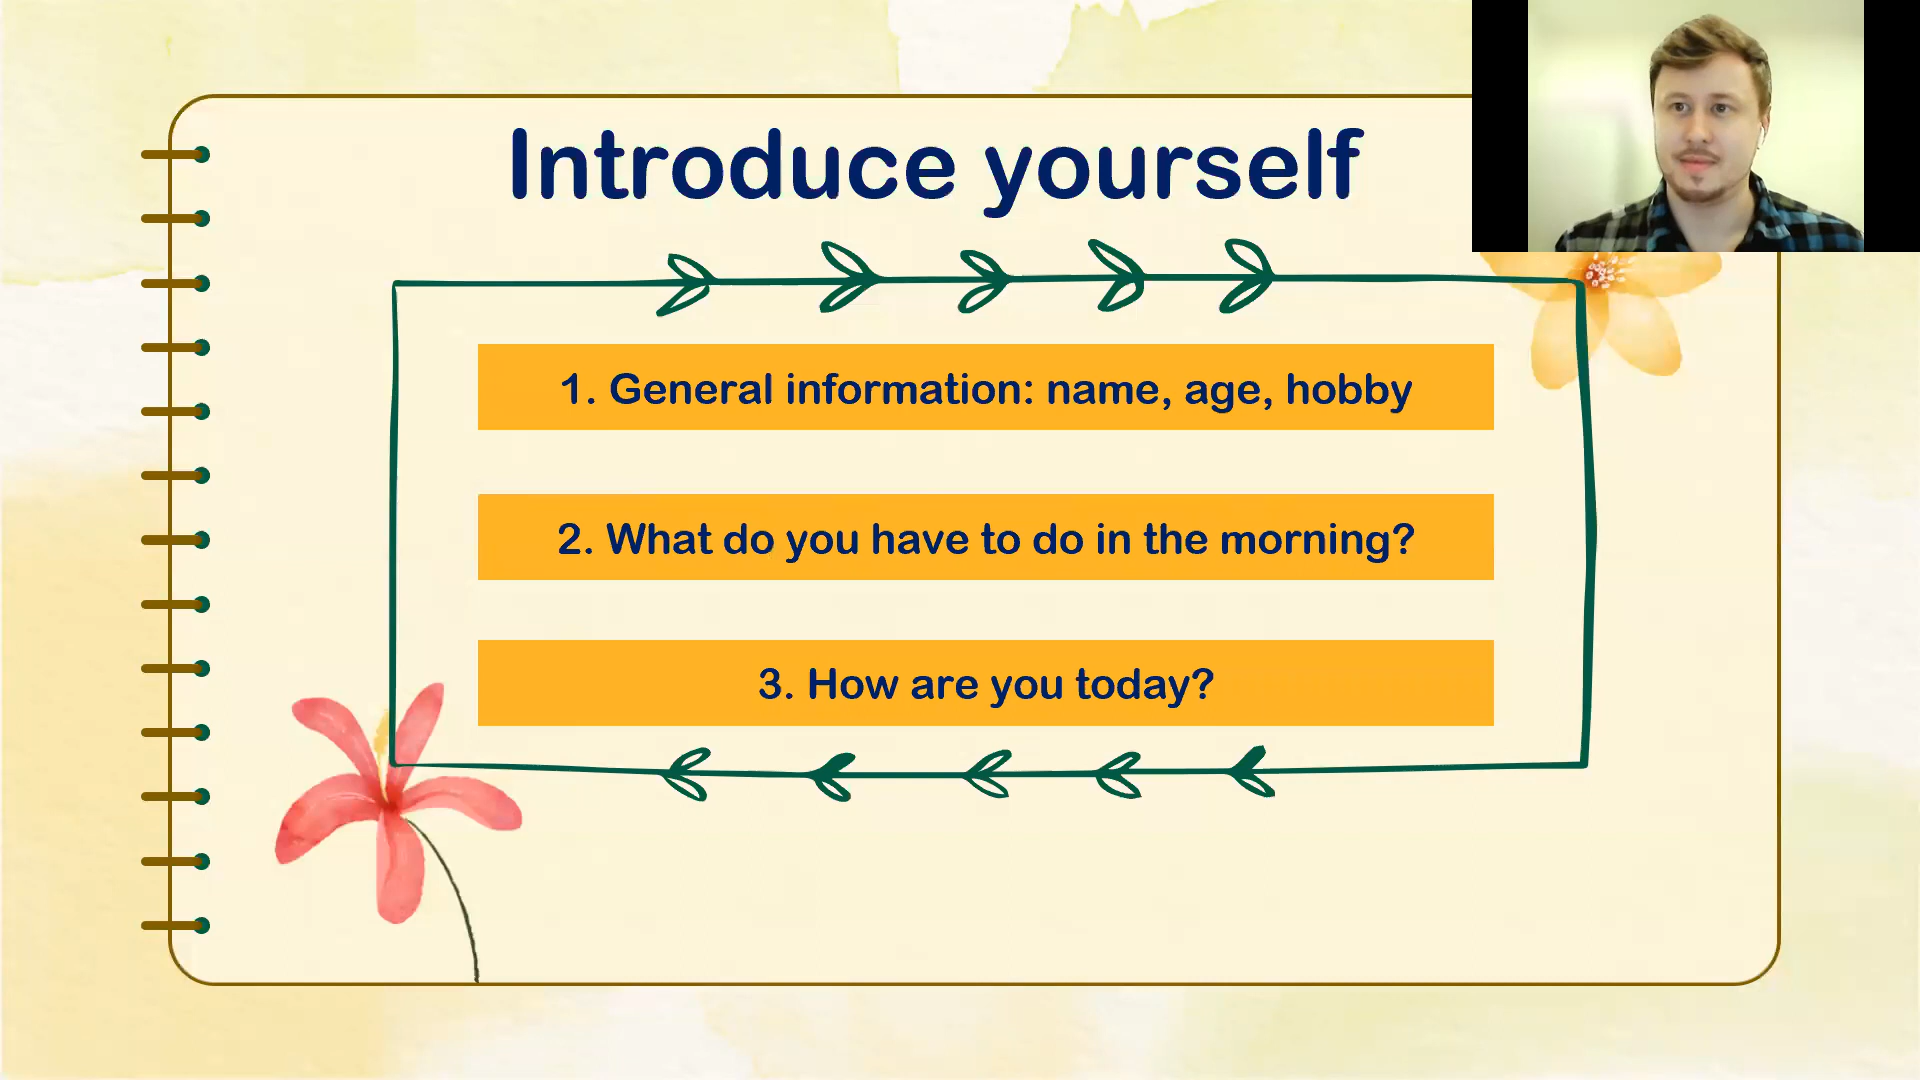 Introduce yourself
1. General information: name, age, hobby
2. What do you have to do in the morning?
3. How are you today?